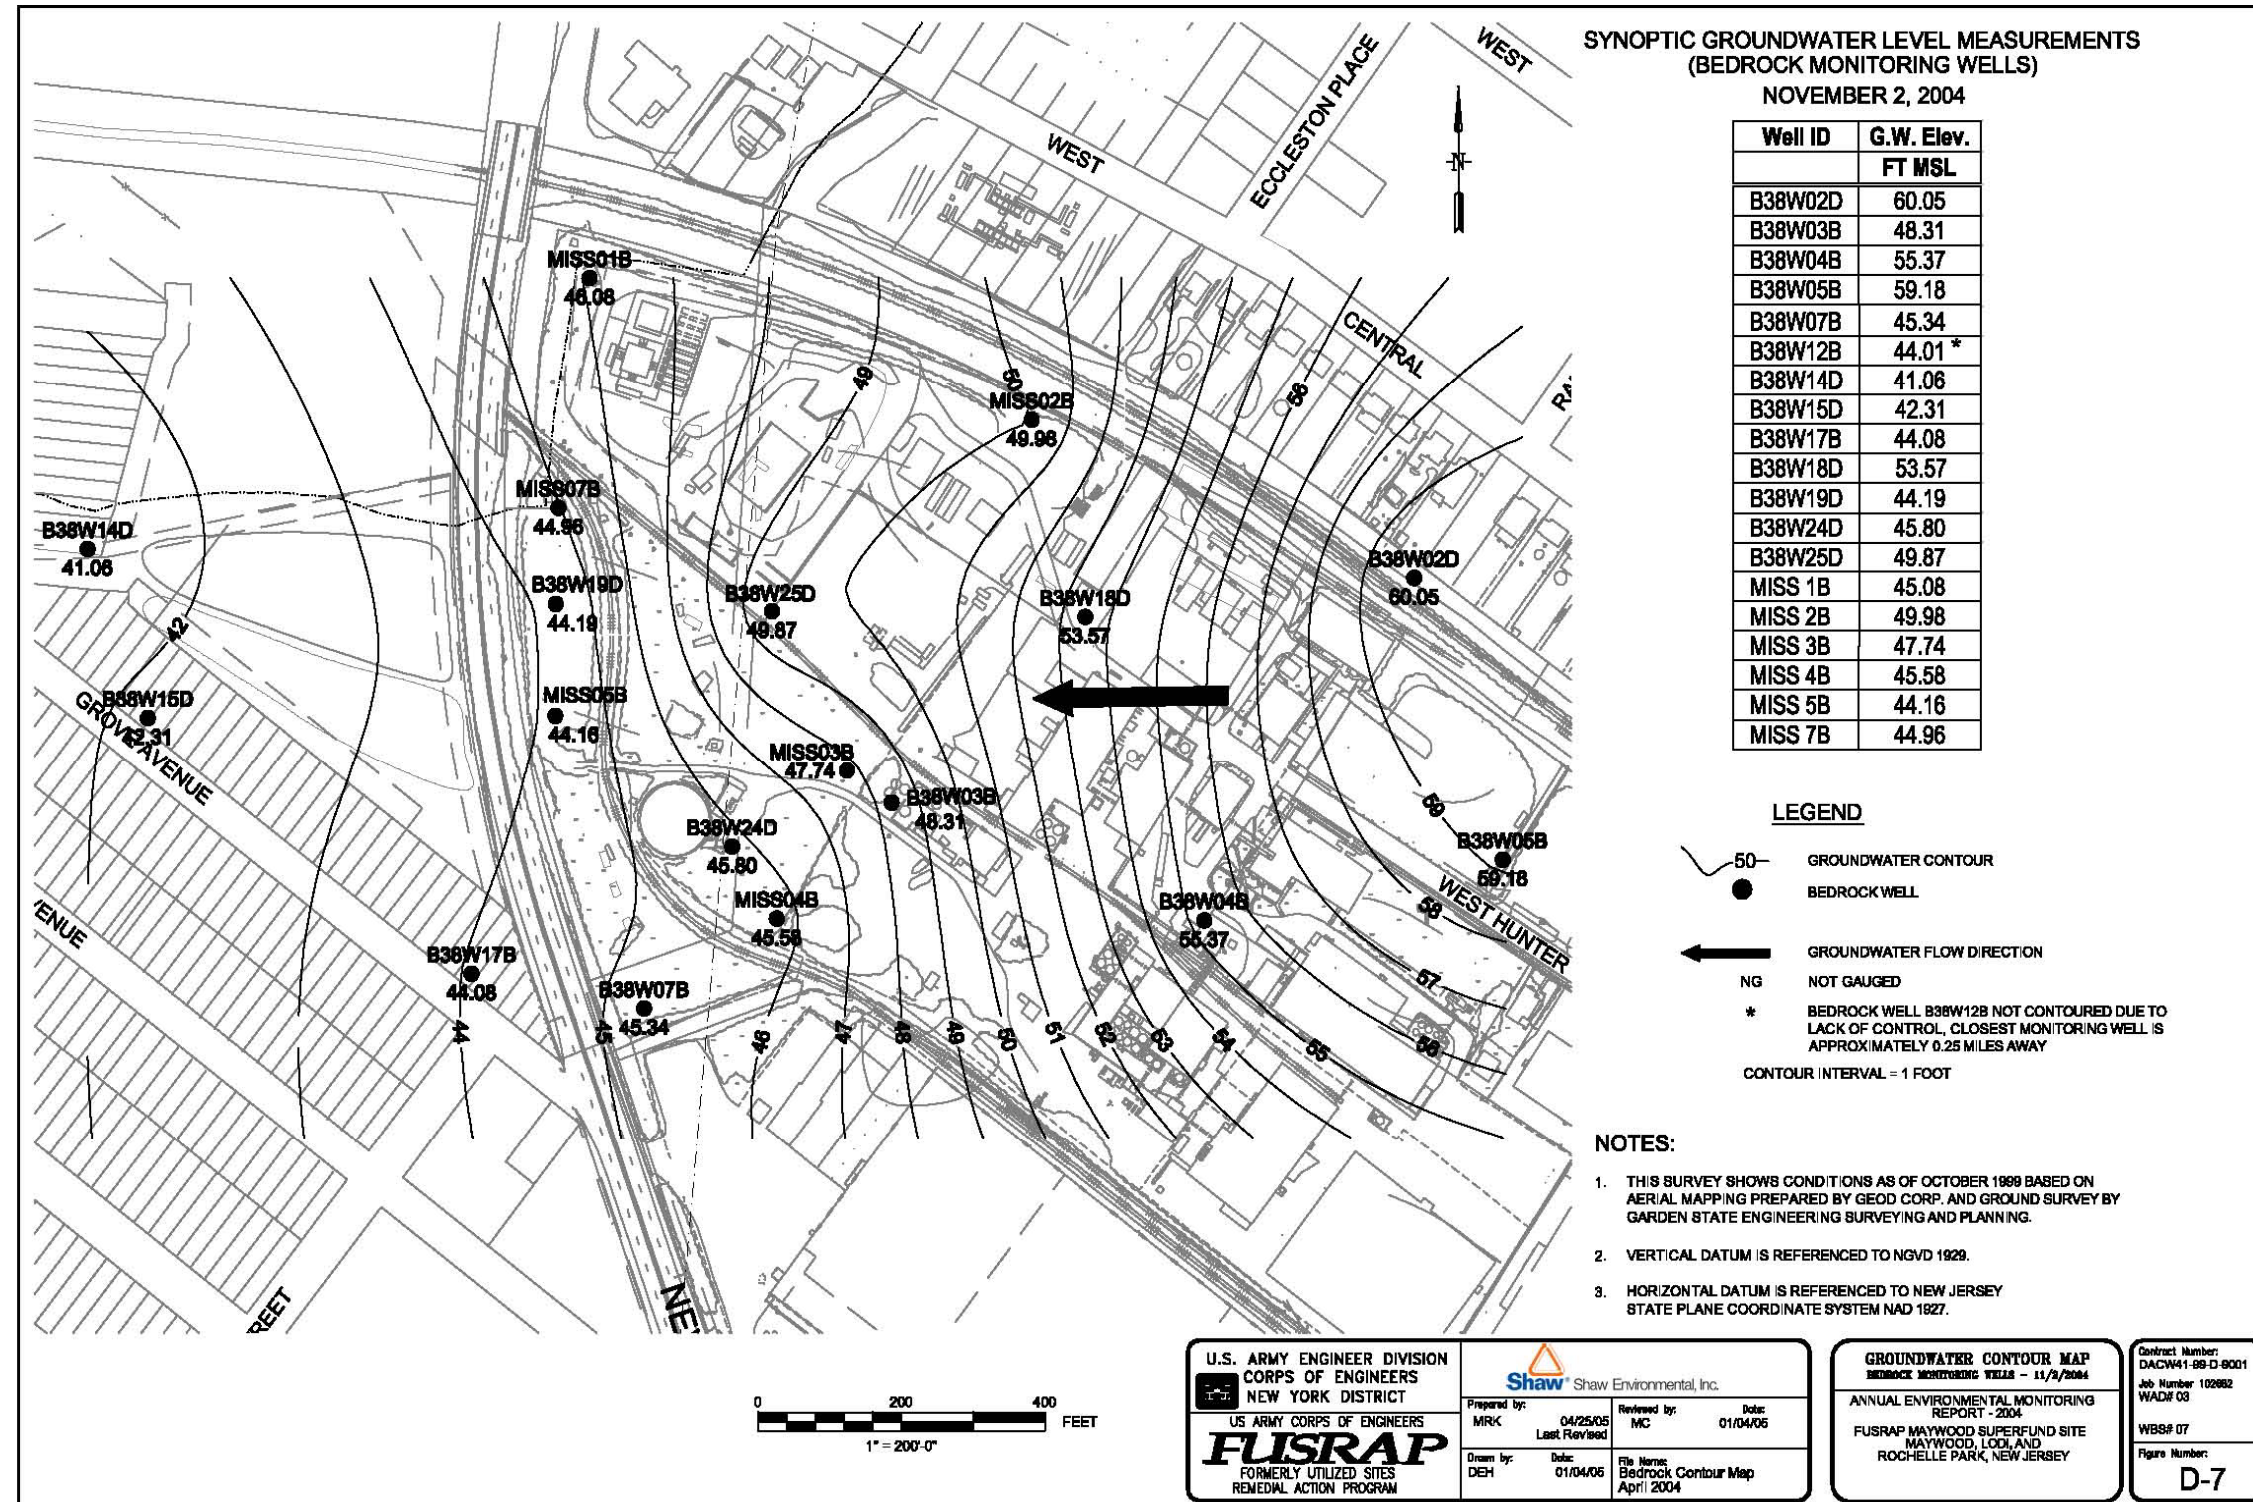 SYNOPTIC GROUNDWATER LEVEL MEASUREMENTS
(BEDROCK MONITORING WELLS)
NOVEMBER 2, 2004
Well ID G.W. Elev.
FT MSL
B38W02D 60.05
B38W03B 48.31
B38W04B 55.37
B38W05B 59.18
B38W07B 45.34
B38W12B 44.01 *
B38W14D 41.06
B38W15D 42.31
B38W17B 44.08
B38W18D 53.57
B38W19D 44.19
B38W24D 45.80
B38W25D 49.87
MISS 1B 45.08
MISS 2B 49.98
MISS 3B 47.74
MISS 4B 45.58
MISS 5B 44.16
MISS 7B 44.96
LEGEND
50 GROUNDWATER CONTOUR
BEDROCK WELL
GROUNDWATER FLOW DIRECTION
NG NOT GAUGED
* BEDROCK WELL B38W12B NOT CONTOURED DUE TO
LACK OF CONTROL, CLOSEST MONITORING WELL IS
APPROXIMATELY 0.25 MILES AWAY
CONTOUR INTERVAL = 1 FOOT
NOTES:
1. THIS SURVEY SHOWS CONDITIONS AS OF OCTOBER 1999 BASED ON
AERIAL MAPPING PREPARED BY GEOD CORP. AND GROUND SURVEY BY
GARDEN STATE ENGINEERING SURVEYING AND PLANNING.
2. VERTICAL DATUM IS REFERENCED TO NGVD 1929.
3. HORIZONTAL DATUM IS REFERENCED TO NEW JERSEY
STATE PLANE COORDINATE SYSTEM NAD 1927.
WEST
ECCLESTON PLACE
WEST
CENTRAL
N
MISS01B
49
50
MISS02B
49.98
56
MISS07B
44.96
B38W14D
41.06
B38W19D
44.19
B38W25D
49.87
B38W18D
53.57
B38W02D
60.05
42
B38W15D
42.31
GROVE AVENUE
MISS05B
44.16
MISS03B
47.74
B38W03B
48.31
B38W24D
45.80
59
B38W05B
59.18
MISS04B
45.58
B38W04B
55.37
58
WEST HUNTER
B38W17B
44.08
B38W07B
45.34
57
44
45
46
47
48
49
50
51
52
53
54
55
56
ENUE
REET
NE
0 200 400
FEET
1" = 200'-0"
U.S. ARMY ENGINEER DIVISION
CORPS OF ENGINEERS
NEW YORK DISTRICT
US ARMY CORPS OF ENGINEERS
FUSRAP
FORMERLY UTILIZED SITES
REMEDIAL ACTION PROGRAM
Shaw® Shaw Environmental, Inc.
Prepared by:
MRK 04/25/05
Last Revised
Reviewed by: Date:
MC 01/04/05
Drawn by: Date:
DEH 01/04/05
File Name:
Bedrock Contour Map
April 2004
GROUNDWATER CONTOUR MAP
BEDROCK MONITORING WELLS - 11/2/2004
ANNUAL ENVIRONMENTAL MONITORING
REPORT - 2004
FUSRAP MAYWOOD SUPERFUND SITE
MAYWOOD, LODI, AND
ROCHELLE PARK, NEW JERSEY
Contract Number:
Job Number 102662
WAD# 03
WBS# 07
Figure Number:
D-7